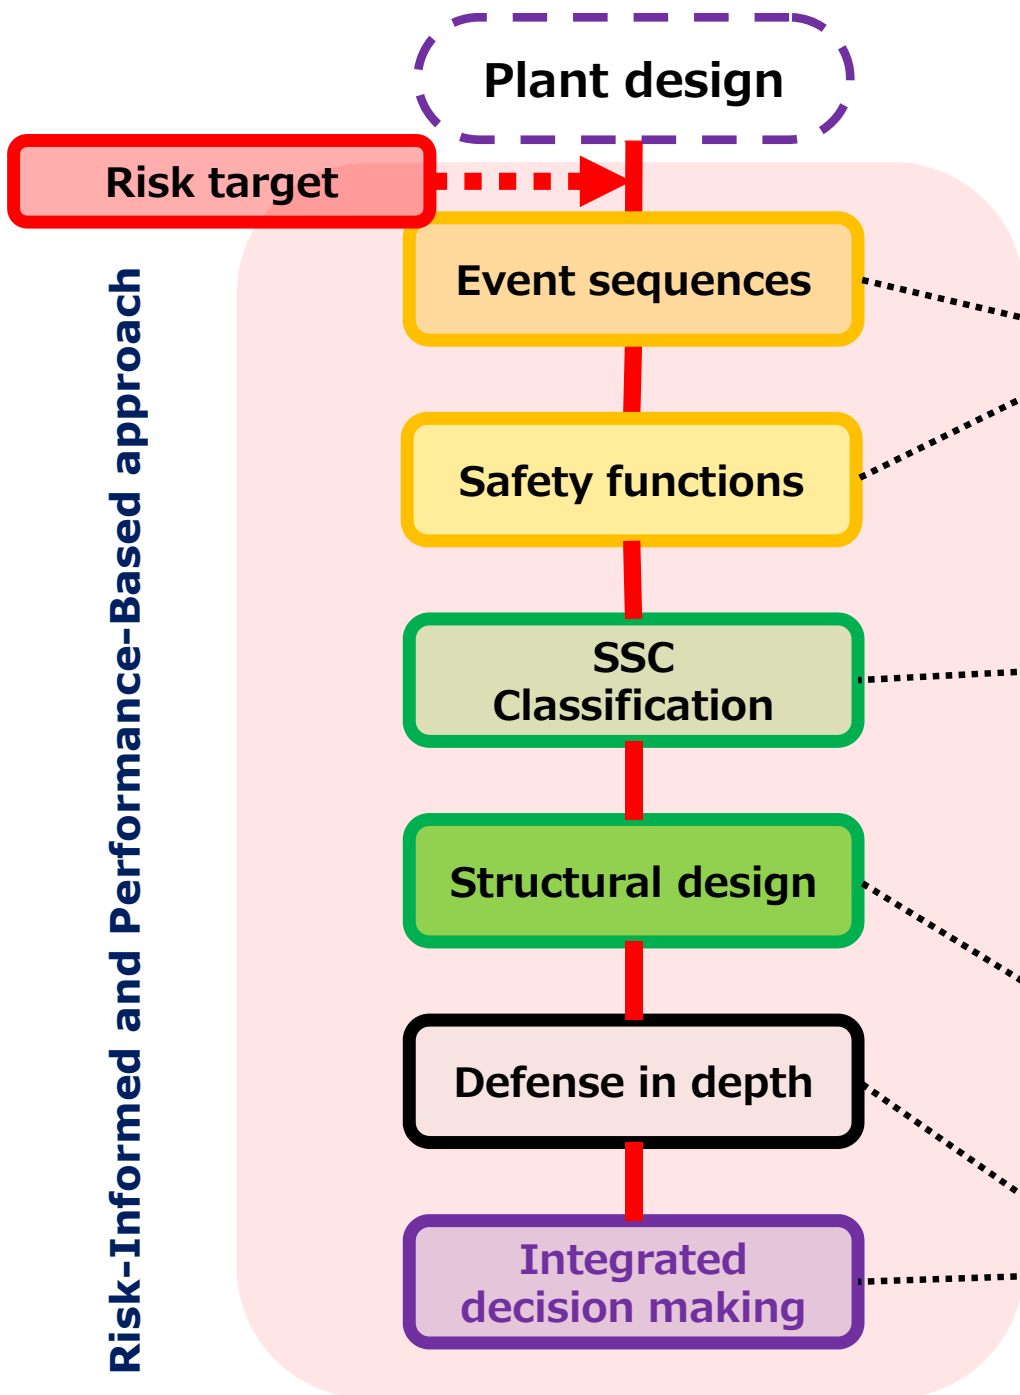 Plant design
Risk target
Event sequences
Safety functions
SSC
Classification
Structural design
Defense in depth
Integrated
decision making
Risk-Informed and Performance-Based approach